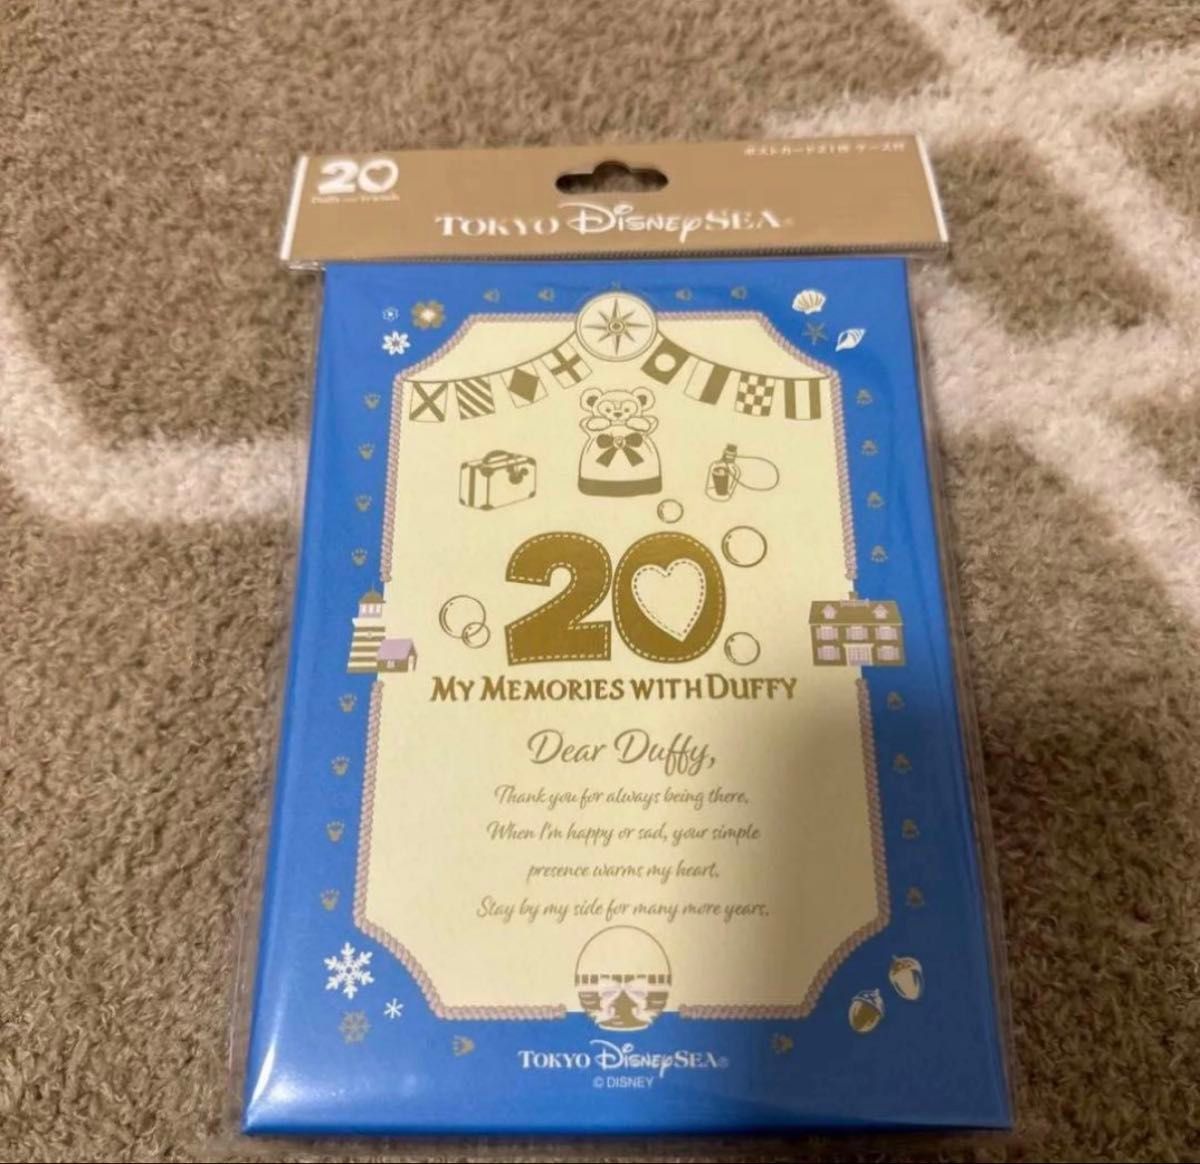 ポストカード21枚 ケース付
20
Duffy and Friends
TOKYO DISNEYSEA®
20
MY MEMORIES WITH DUFFY
Dear Duffy,
Thank you for always being there.
When I'm happy or sad, your simple
presence warms my heart.
Stay by my side for many more years.
TOKYO DISNEYSEA®
© DISNEY